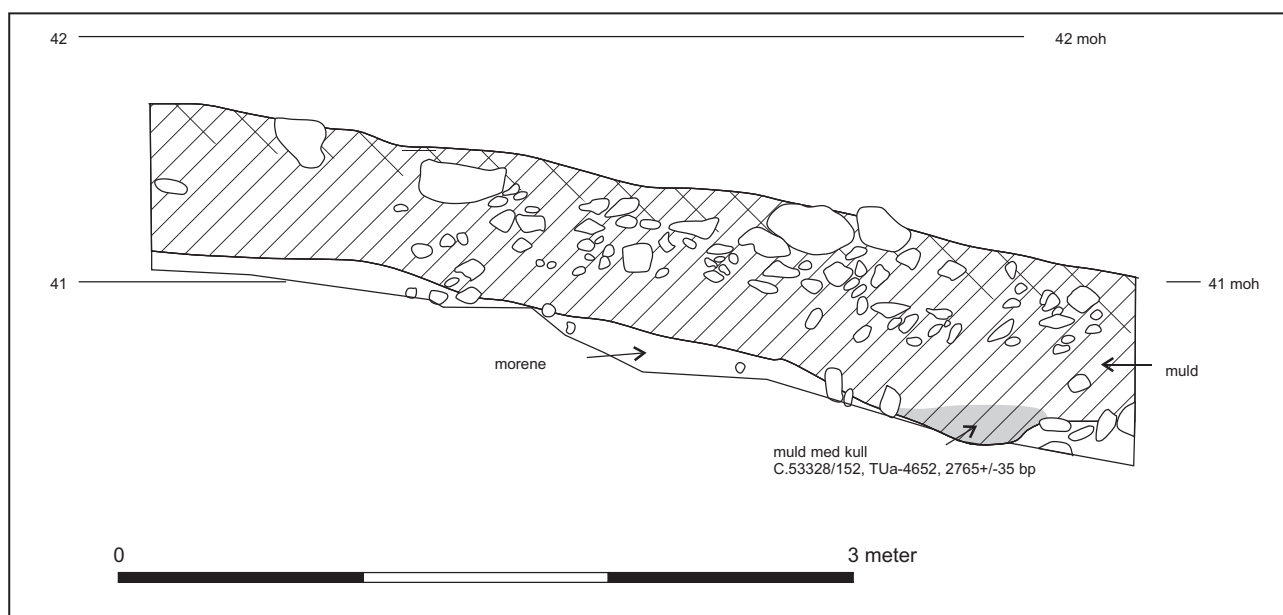 42
42 moh
41
41 moh
morene
muld
muld med kull
C.53328/152, TUa-4652, 2765+/-35 bp
0
3 meter